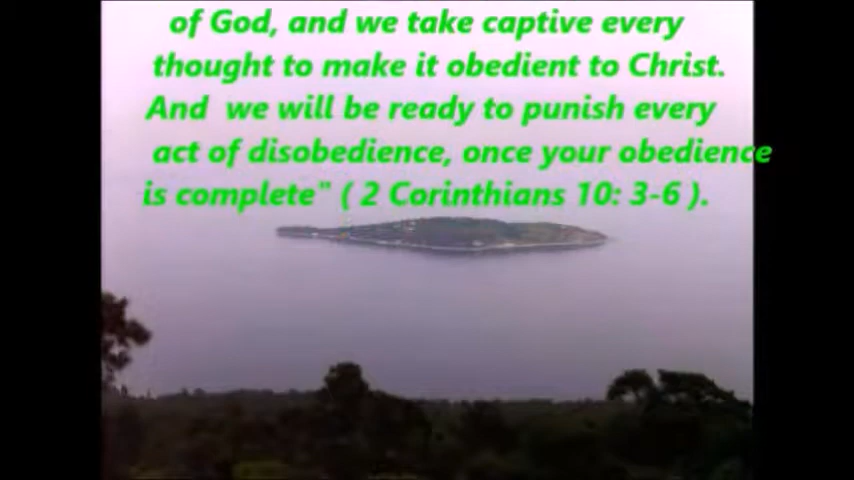 of God, and we take captive every
thought to make it obedient to Christ.
And we will be ready to punish every
act of disobedience, once your obedience
is complete" ( 2 Corinthians 10: 3-6 ).